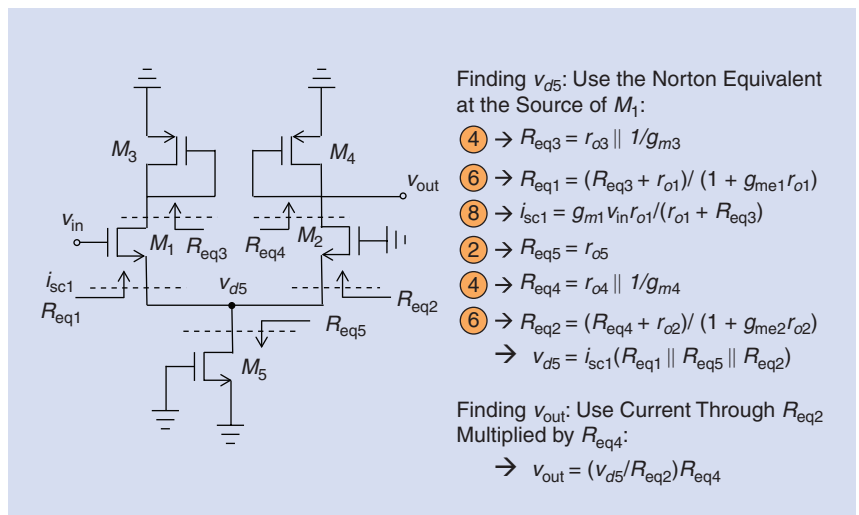 M3
M4
vout
vin
M1
Req3
Req4
M2
isc1
Req1
vd5
Req2
Req5
M5
Finding vd5: Use the Norton Equivalent
at the Source of M1:
4 → Req3 = ro3 || 1/gm3
6 → Req1 = (Req3 + ro1)/ (1 + gme1ro1)
8 → isc1 = gm1vinro1/(ro1 + Req3)
2 → Req5 = ro5
4 → Req4 = ro4 || 1/gm4
6 → Req2 = (Req4 + ro2)/ (1 + gme2ro2)
→ vd5 = isc1(Req1 || Req5 || Req2)
Finding vout: Use Current Through Req2
Multiplied by Req4:
→ vout = (vd5/Req2)Req4